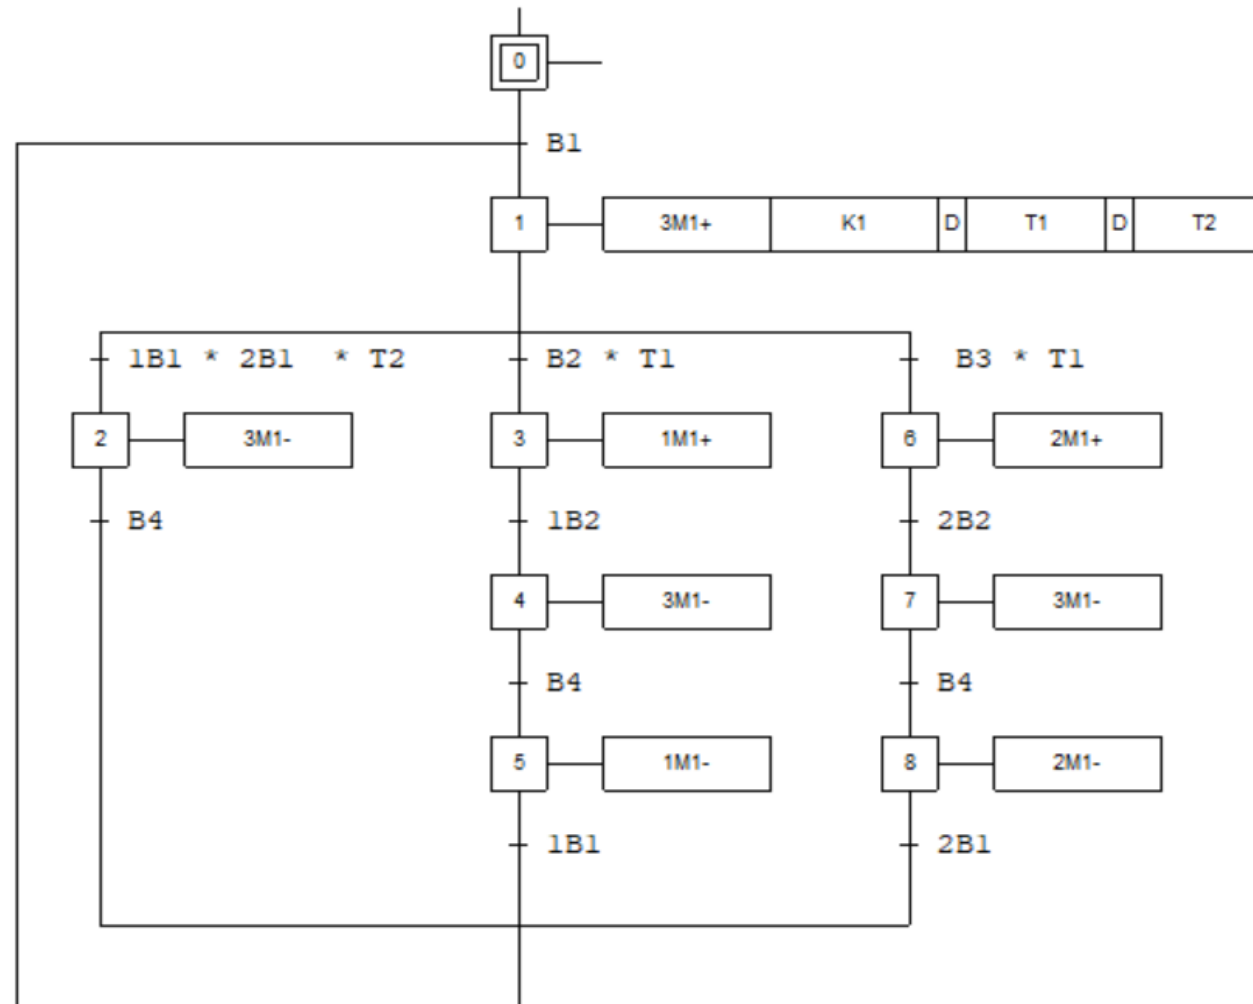 0
B1
1 3M1+ K1 D T1 D T2
1B1 * 2B1 * T2 B2 * T1 B3 * T1
2 3M1- 3 1M1+ 6 2M1+
B4 1B2 2B2
4 3M1- 7 3M1-
B4 B4
5 1M1- 8 2M1-
1B1 2B1